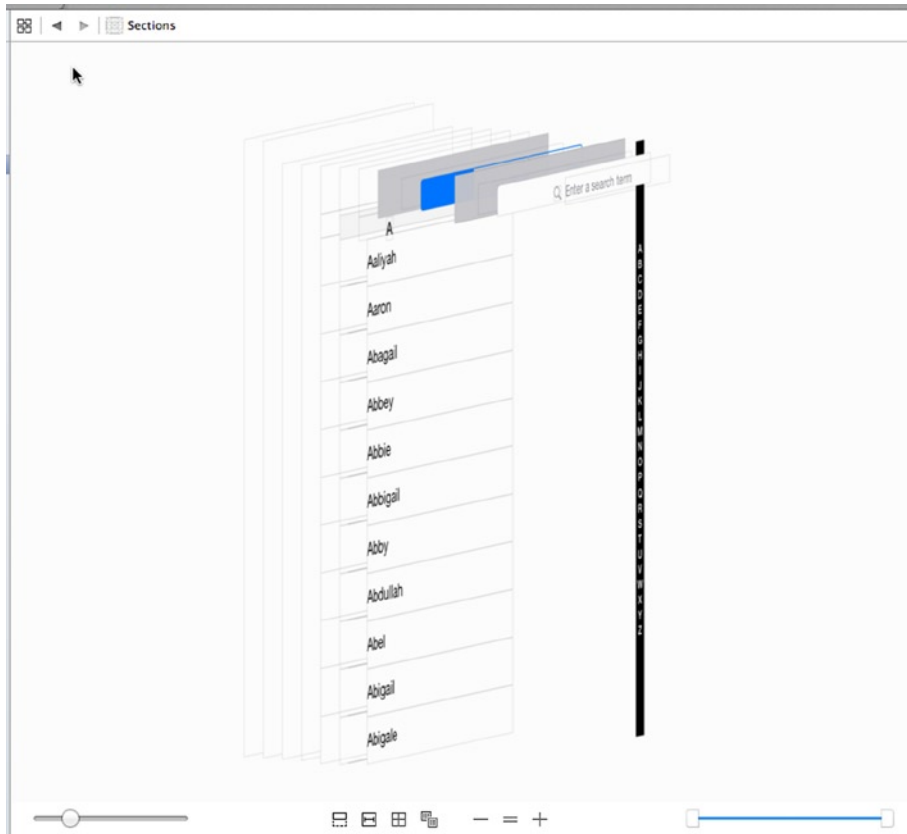 Sections
Enter a search term
A
Aaliyah
Aaron
Abagail
Abbey
Abbie
Abbigail
Abby
Abdullah
Abel
Abigail
Abigale
A
B
C
D
E
F
G
H
I
J
K
L
M
N
O
P
Q
R
S
T
U
V
W
X
Y
Z